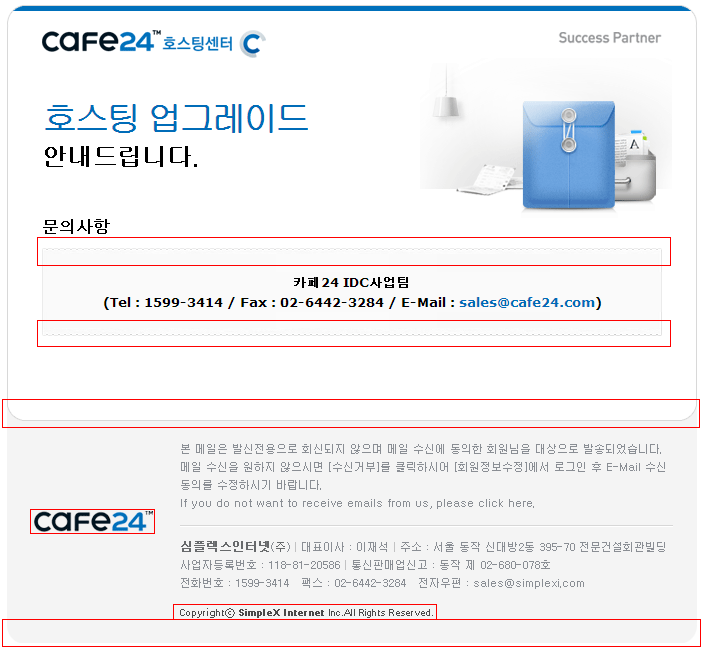 cafe24™ 호스팅센터 C
Success Partner
호스팅 업그레이드
안내드립니다.
A
문의사항
카페24 IDC사업팀
(Tel : 1599-3414 / Fax : 02-6442-3284 / E-Mail : sales@cafe24.com)
본 메일은 발신전용으로 회신되지 않으며 메일 수신에 동의한 회원님을 대상으로 발송되었습니다.
메일 수신을 원하지 않으시면 [수신거부]를 클릭하시어 [회원정보수정]에서 로그인 후 E-Mail 수신
동의를 수정하시기 바랍니다.
If you do not want to receive emails from us, please click here.
cafe24™
심플렉스인터넷(주) | 대표이사 : 이재석 | 주소 : 서울 동작 신대방2동 395-70 전문건설회관빌딩
사업자등록번호 : 118-81-20586 | 통신판매업신고 : 동작 제 02-680-078호
전화번호 : 1599-3414 팩스 : 02-6442-3284 전자우편 : sales@simplexi.com
Copyright© SimpleX Internet Inc.All Rights Reserved.